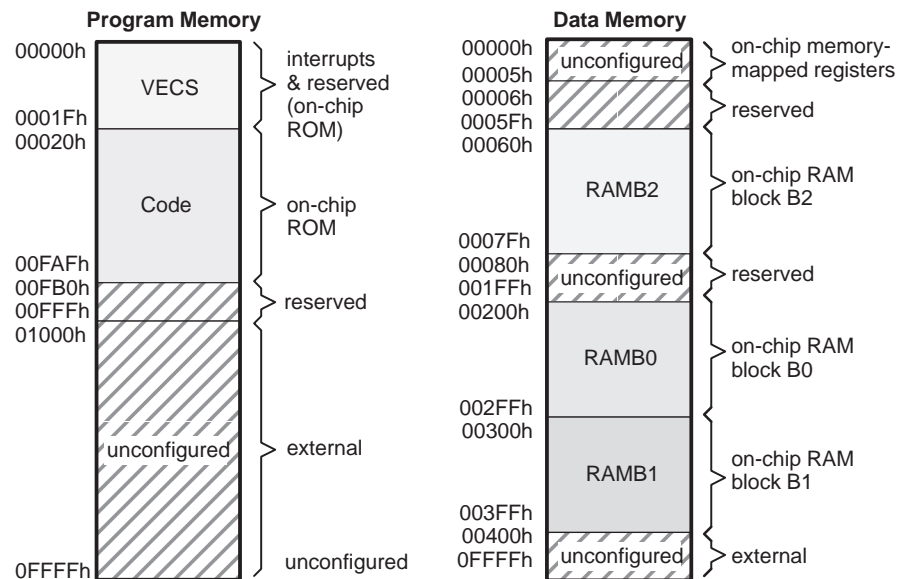 Program Memory
00000h
VECS
interrupts
& reserved
(on-chip
ROM)
0001Fh
00020h
Code
on-chip
ROM
00FAFh
00FB0h
reserved
00FFFh
01000h
unconfigured
external
unconfigured
0FFFFh
Data Memory
00000h
unconfigured
on-chip memory-
mapped registers
00005h
00006h
reserved
0005Fh
00060h
RAMB2
on-chip RAM
block B2
0007Fh
00080h
unconfigured
reserved
001FFh
00200h
RAMB0
on-chip RAM
block B0
002FFh
00300h
RAMB1
on-chip RAM
block B1
003FFh
00400h
unconfigured
external
0FFFFh